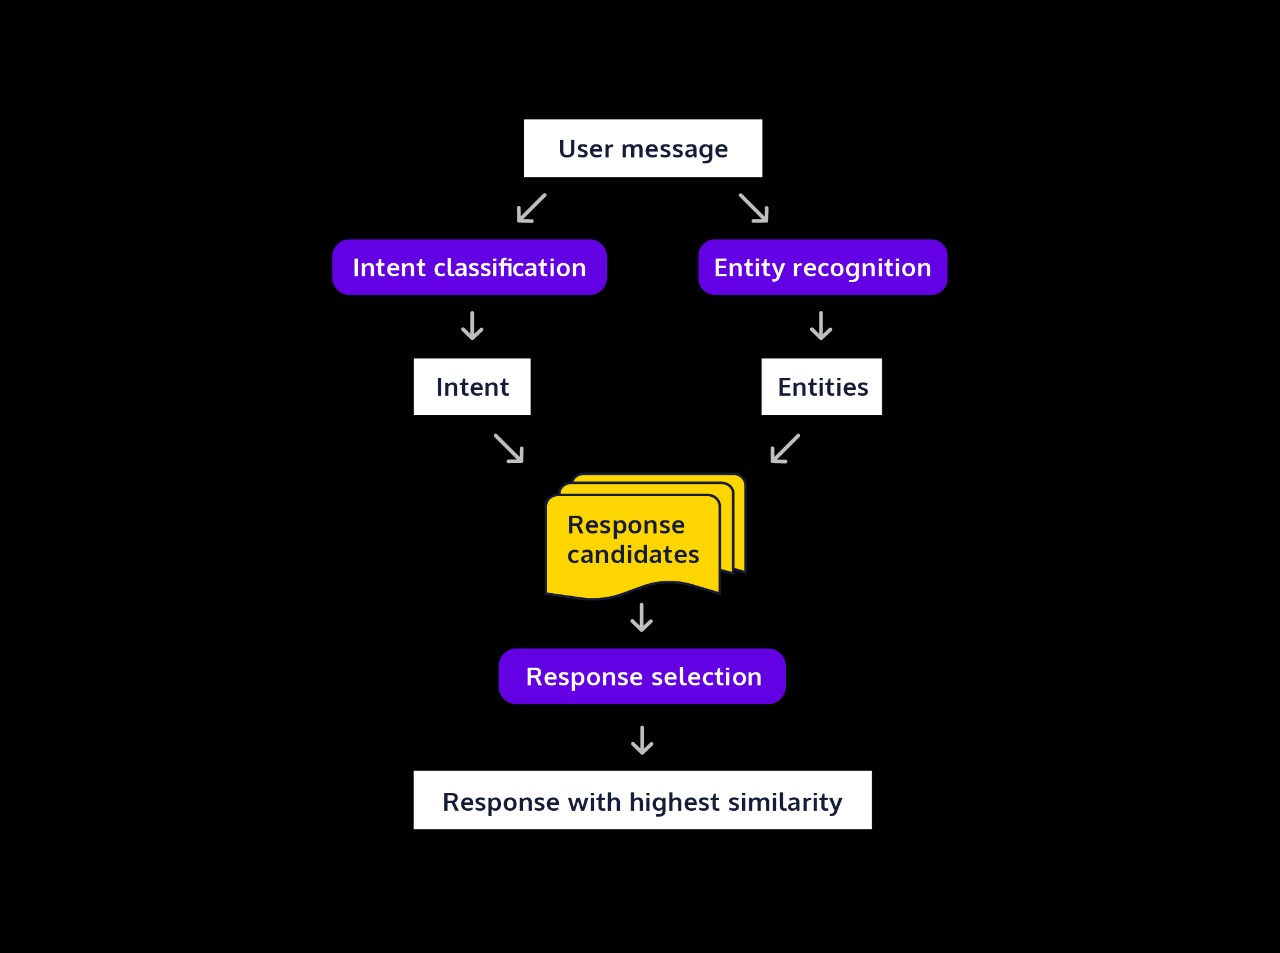 User message
Intent classification
Entity recognition
Intent
Entities
Response
candidates
Response selection
Response with highest similarity